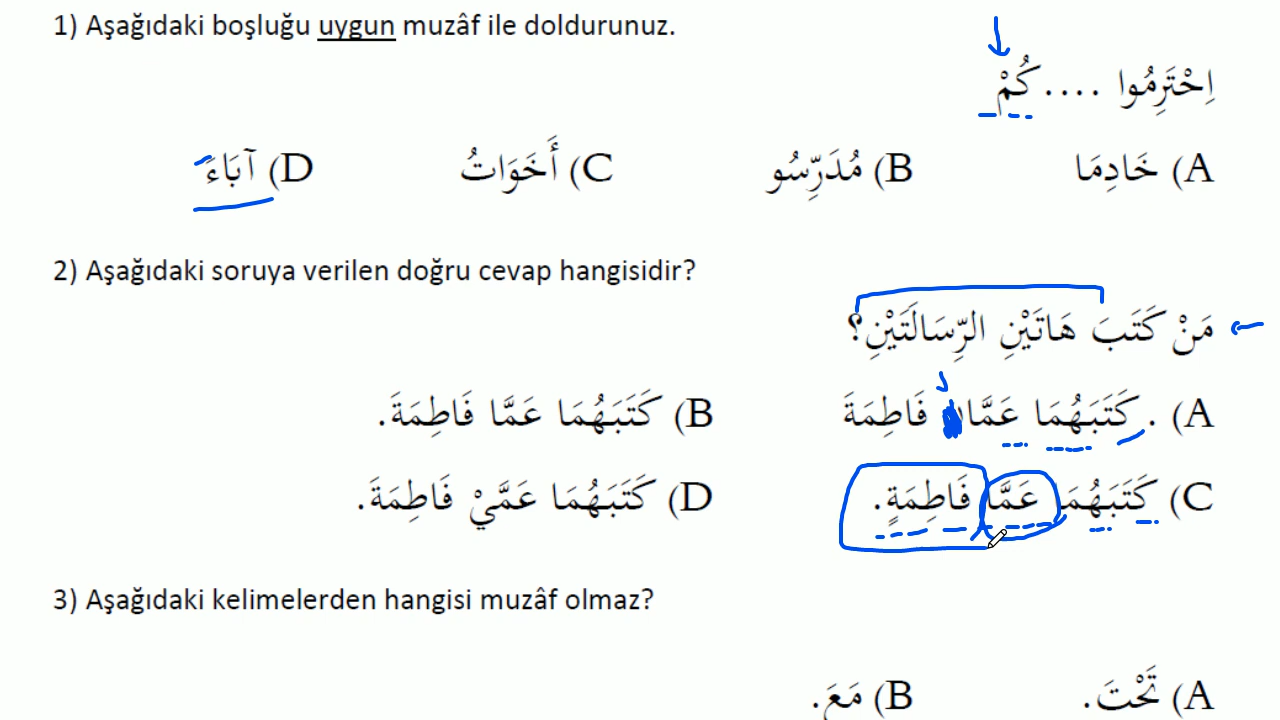 1) Aşağıdaki boşluğu uygun muzâf ile doldurunuz.
اِحْتَرِمُوا ....كُمْ
A) خَادِمَا B) مُدَرِّسُو C) أَخَوَاتُ D) آبَاءَ
2) Aşağıdaki soruya verilen doğru cevap hangisidir?
مَنْ كَتَبَ هَاتَيْنِ الرِّسَالَتَيْنِ؟
A) . كَتَبَهُمَا عَمَّانِ فَاطِمَةَ B) كَتَبَهُمَا عَمَّا فَاطِمَةَ.
C) كَتَبَهُمَا عَمَّا فَاطِمَةٍ. D) كَتَبَهُمَا عَمَّيْ فَاطِمَةَ.
3) Aşağıdaki kelimelerden hangisi muzâf olmaz?
A) تَحْتَ. B) مَعَ.